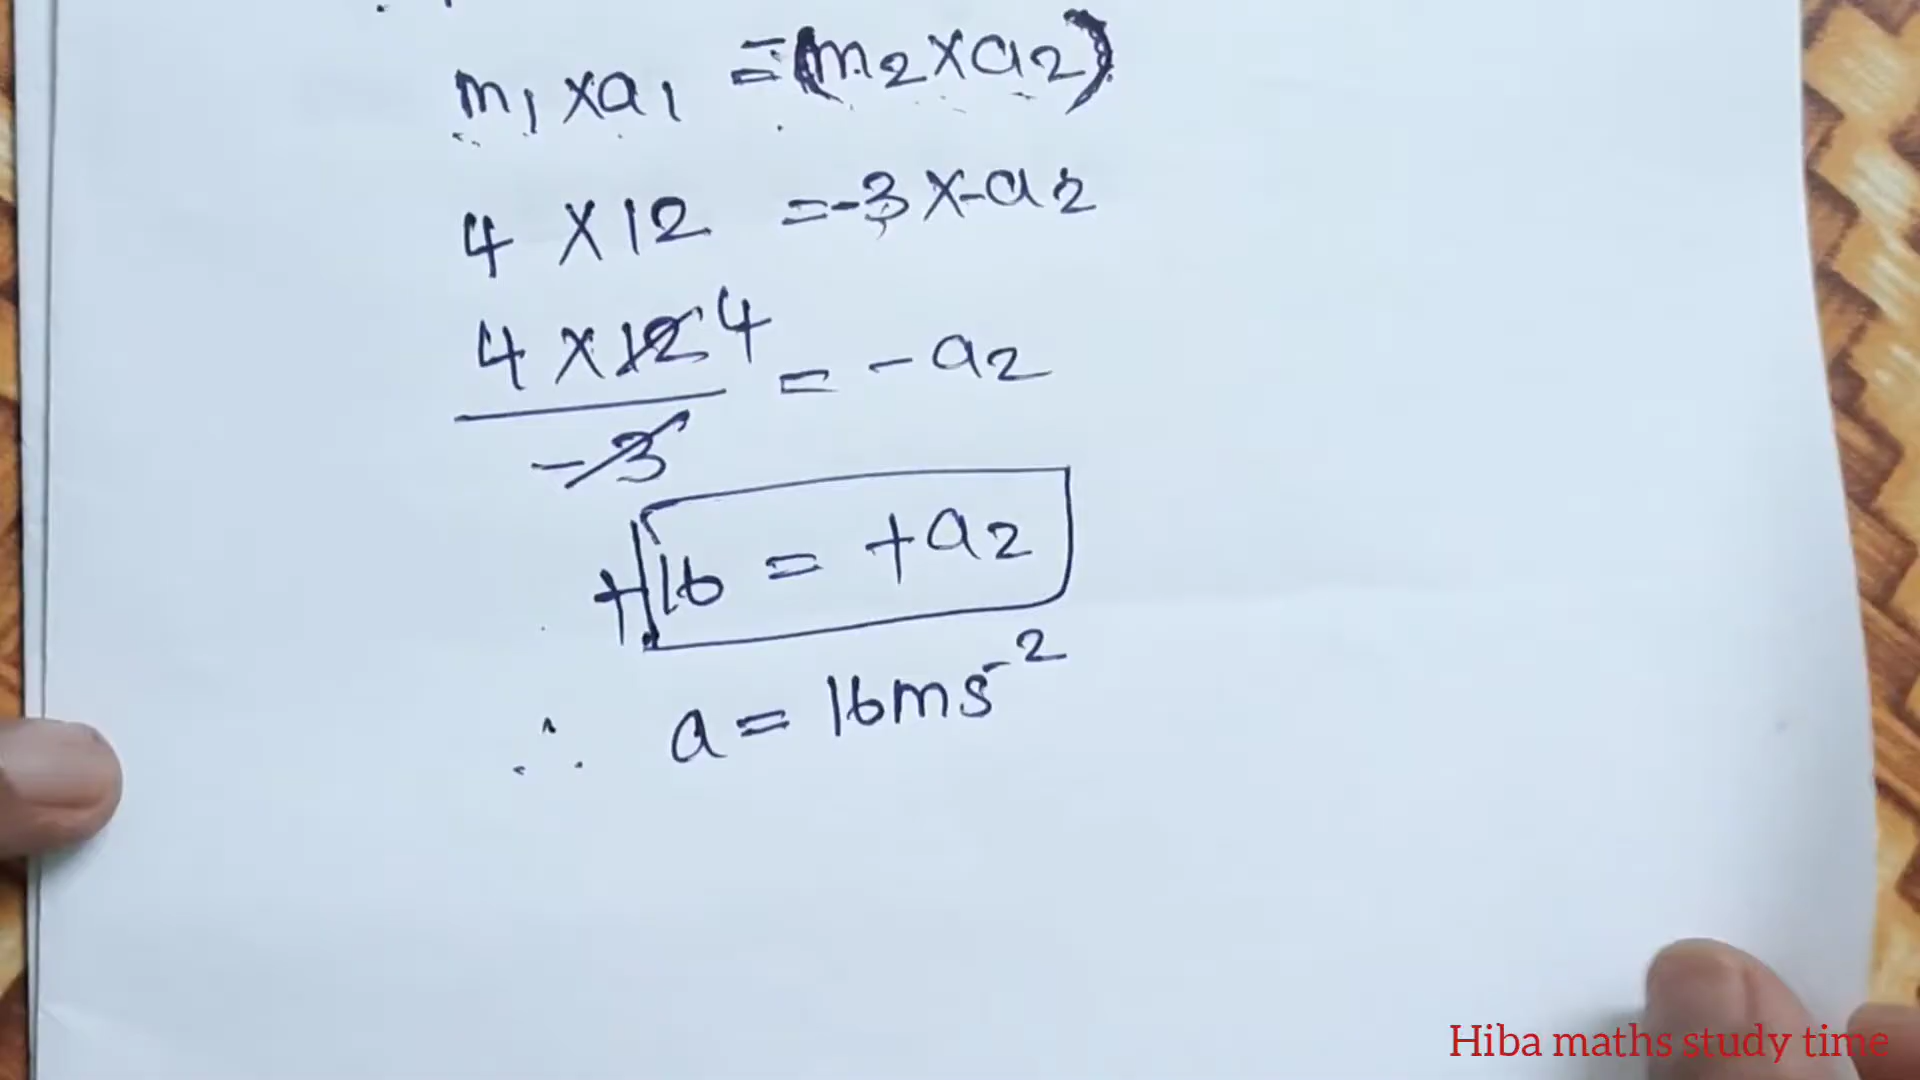 m₁ × a₁ = (m₂ × a₂)
4 × 12 = -3 × -a₂
4 × 12 4
-3
= -a₂
+16 = +a₂
∴ a = 16ms⁻²
Hiba maths study time